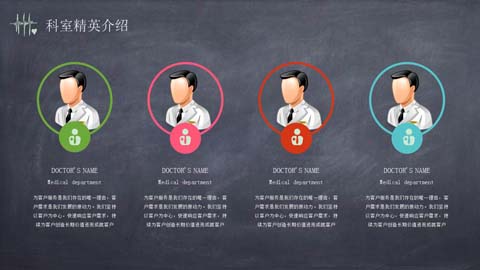 科室精英介绍
DOCTOR'S NAME
Medical department
为客户服务是我们存在的唯一理由，客
户需求是我们发展的原动力。我们坚持
以客户为中心，快速响应客户需求，持
续为客户创造长期价值进而成就客户
DOCTOR'S NAME
Medical department
为客户服务是我们存在的唯一理由，客
户需求是我们发展的原动力。我们坚持
以客户为中心，快速响应客户需求，持
续为客户创造长期价值进而成就客户
DOCTOR'S NAME
Medical department
为客户服务是我们存在的唯一理由，客
户需求是我们发展的原动力。我们坚持
以客户为中心，快速响应客户需求，持
续为客户创造长期价值进而成就客户
DOCTOR'S NAME
Medical department
为客户服务是我们存在的唯一理由，客
户需求是我们发展的原动力。我们坚持
以客户为中心，快速响应客户需求，持
续为客户创造长期价值进而成就客户